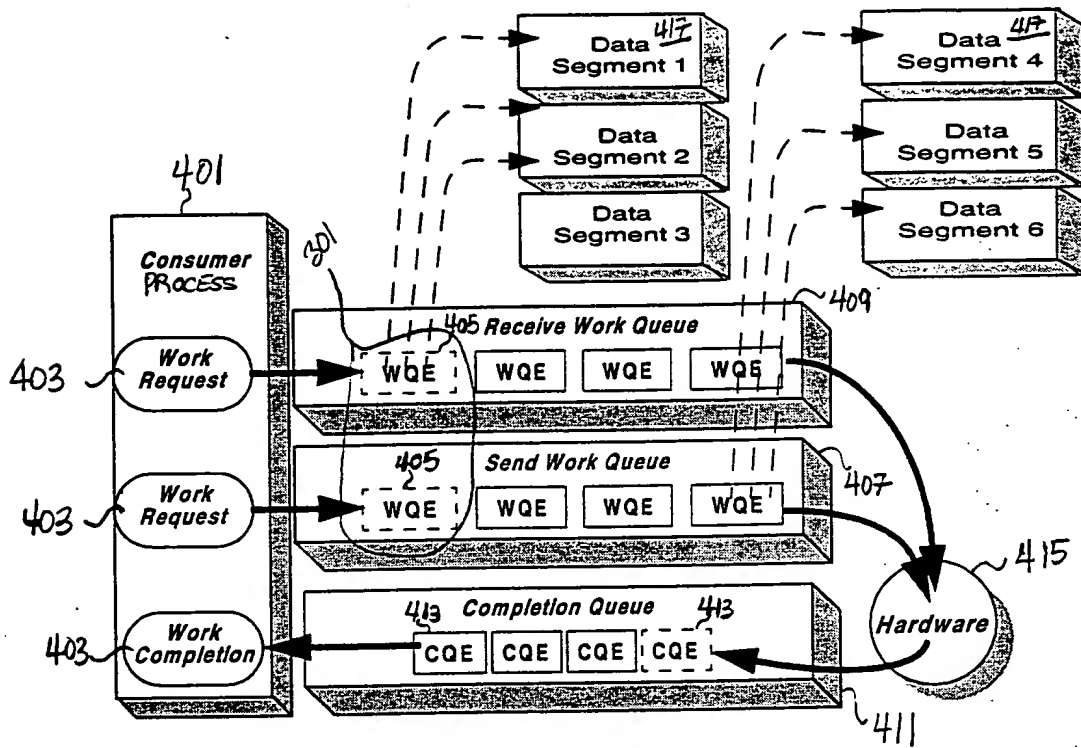 417
Data
Segment 1
417
Data
Segment 4
Data
Segment 2
Data
Segment 5
Data
Segment 3
Data
Segment 6
401
Consumer
PROCESS
301
409
405
Receive Work Queue
403
Work
Request
WQE
WQE
WQE
WQE
405
Send Work Queue
407
403
Work
Request
WQE
WQE
WQE
WQE
415
Hardware
413
Completion Queue
413
403
Work
Completion
CQE
CQE
CQE
CQE
411